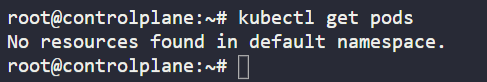 root@controlplane:~# kubectl get pods
No resources found in default namespace.
root@controlplane:~#